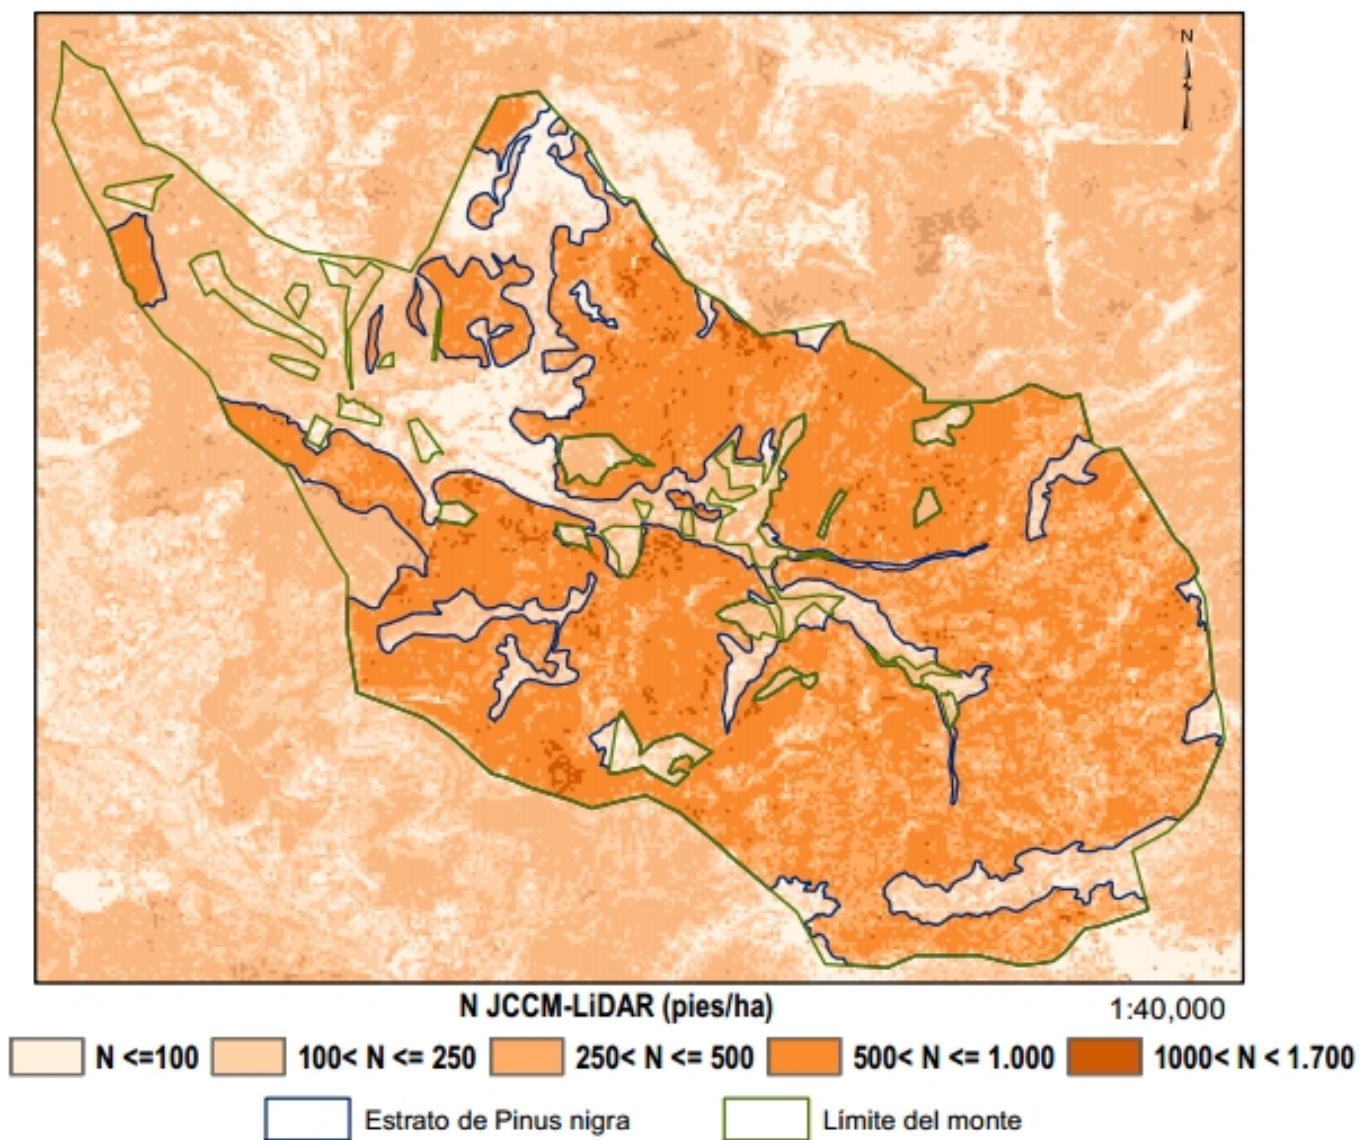 N
N JCCM-LiDAR (pies/ha)
1:40,000
N <=100
100< N <= 250
250< N <= 500
500< N <= 1.000
1000< N < 1.700
Estrato de Pinus nigra
Límite del monte